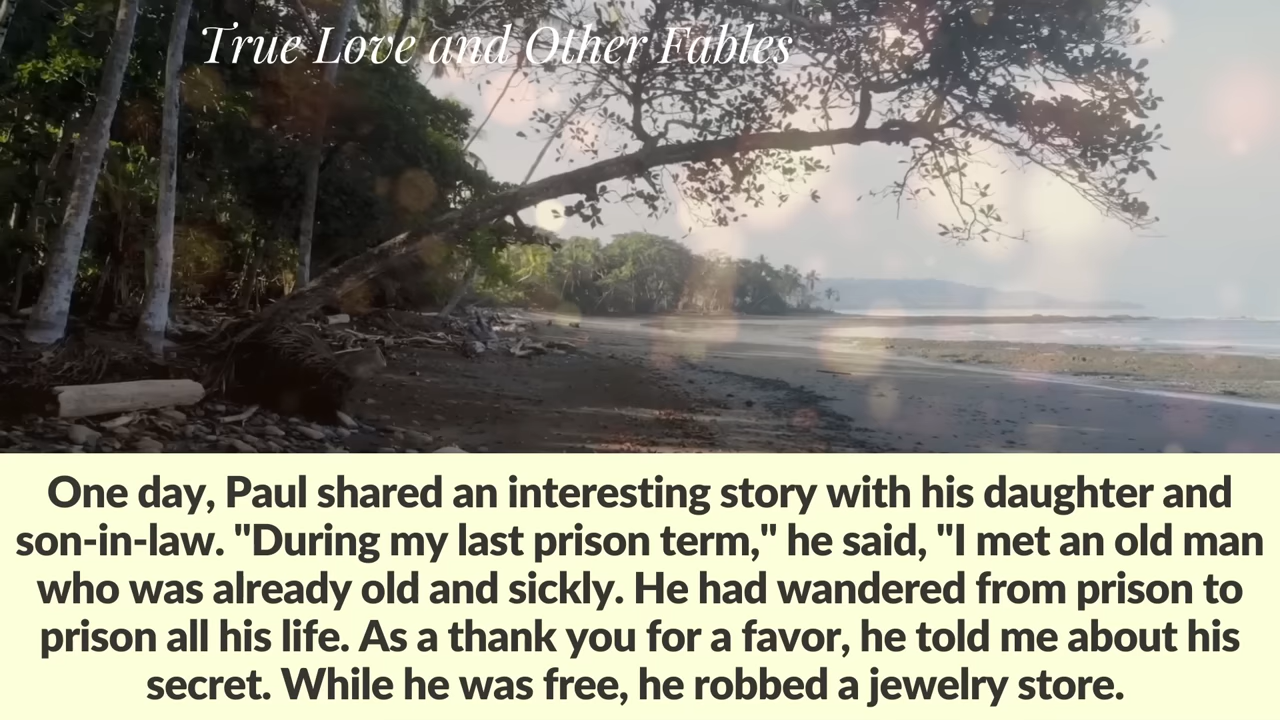 True Love and Other Fables
One day, Paul shared an interesting story with his daughter and
son-in-law. "During my last prison term," he said, "I met an old man
who was already old and sickly. He had wandered from prison to
prison all his life. As a thank you for a favor, he told me about his
secret. While he was free, he robbed a jewelry store.